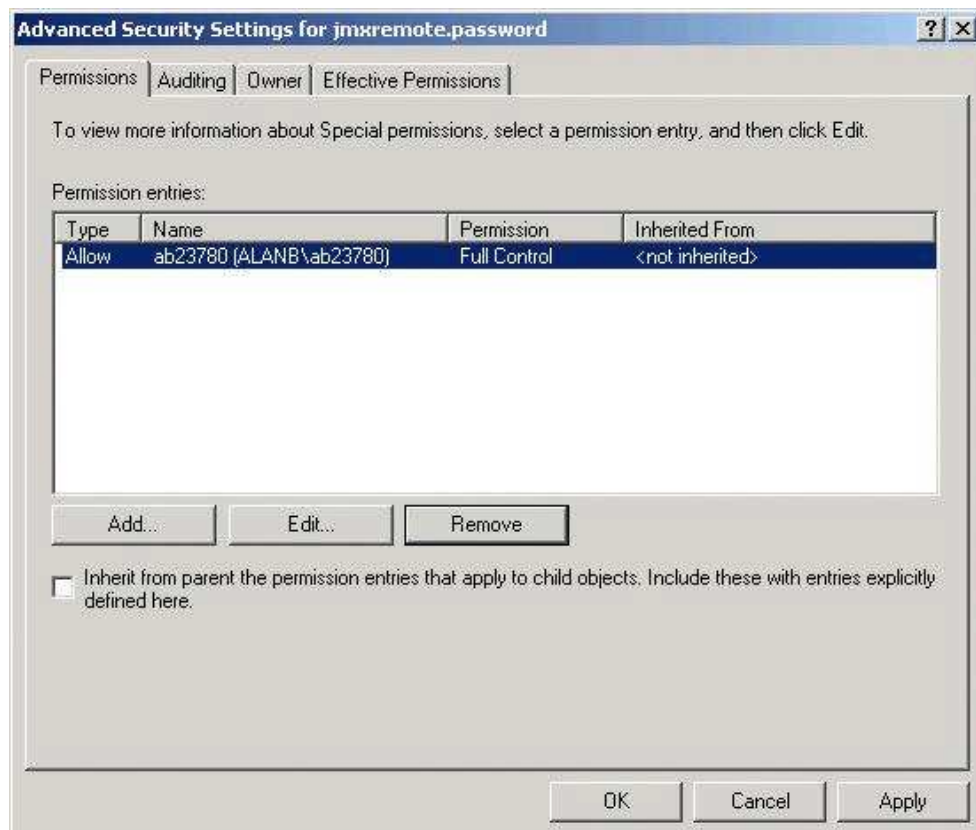 Advanced Security Settings for jmxremote.password
Permissions Auditing Owner Effective Permissions
To view more information about Special permissions, select a permission entry, and then click Edit.
Permission entries:
Type Name Permission Inherited From
Allow ab23780 (ALANB\ab23780) Full Control <not inherited>
Add... Edit... Remove
Inherit from parent the permission entries that apply to child objects. Include these with entries explicitly
defined here.
OK Cancel Apply